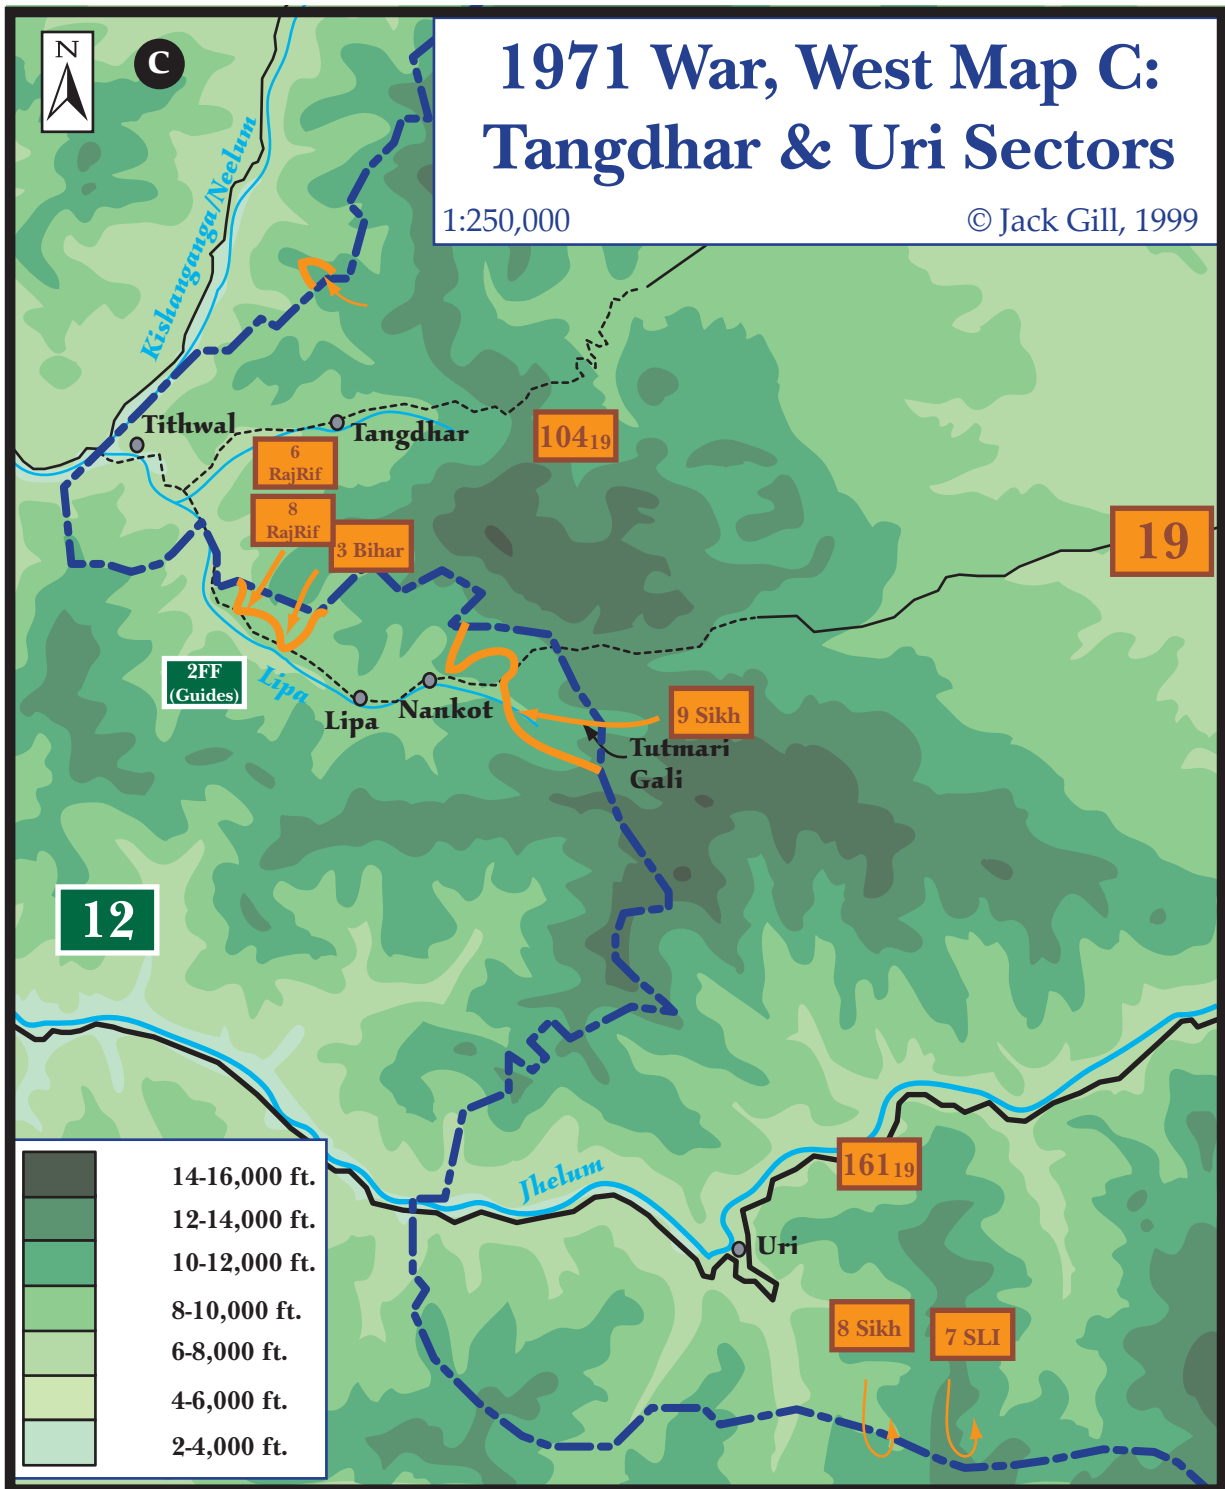 N
C
1971 War, West Map C:
Tangdhar & Uri Sectors
1:250,000
© Jack Gill, 1999
Kishanganga/Neelum
Tithwal
Tangdhar
104 19
6
RajRif
8
RajRif
3 Bihar
19
2FF
(Guides)
Lipa
Lipa
Nankot
9 Sikh
Tutmari
Gali
12
14-16,000 ft.
12-14,000 ft.
10-12,000 ft.
8-10,000 ft.
6-8,000 ft.
4-6,000 ft.
2-4,000 ft.
Jhelum
161 19
Uri
8 Sikh
7 SLI